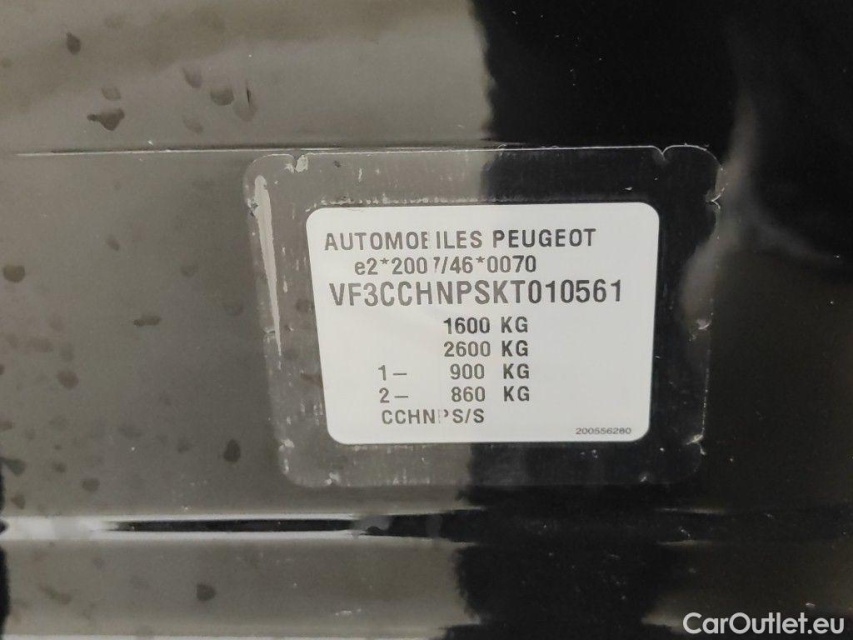 AUTOMOBILES PEUGEOT
e2*2007/46*0070
VF3CCHNPSKT010561
1600 KG
2600 KG
1– 900 KG
2– 860 KG
CCHNPS/S
200556280
CarOutlet.eu